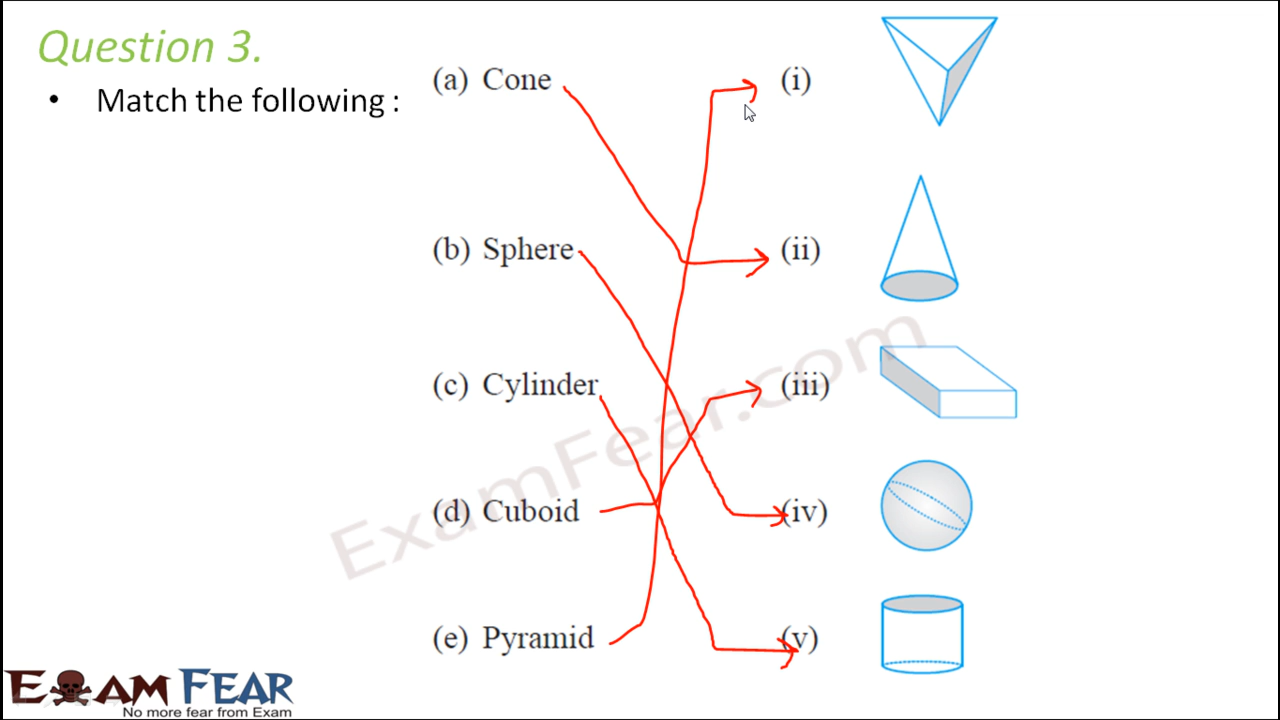 Question 3.
• Match the following :
(a) Cone (i)
(b) Sphere (ii)
(c) Cylinder (iii)
(d) Cuboid (iv)
(e) Pyramid (v)
ExamFear.com
EXAM FEAR
No more fear from Exam